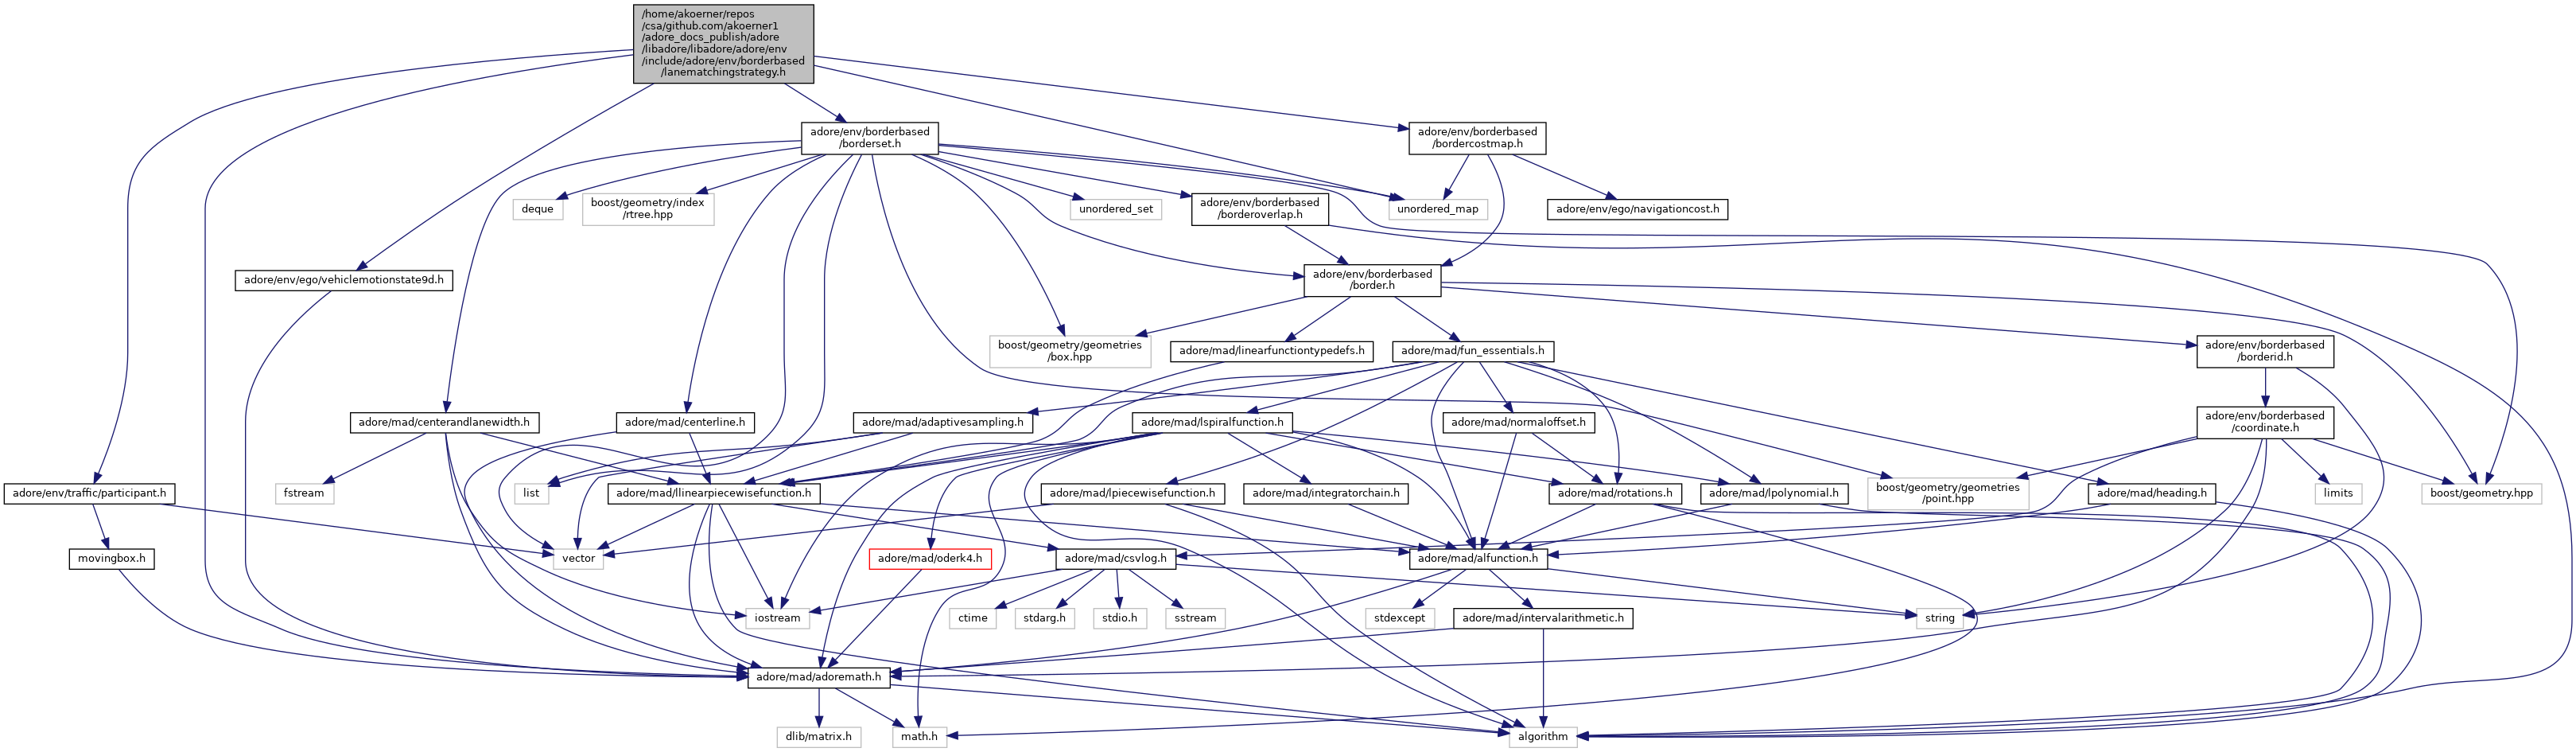 /home/akoerner/repos
/csa/github.com/akoerner1
/adore_docs_publish/adore
/libadore/libadore/adore/env
/include/adore/env/borderbased
/lanematchingstrategy.h
adore/env/borderbased
/borderset.h
adore/env/borderbased
/bordercostmap.h
deque
boost/geometry/index
/rtree.hpp
unordered_set
adore/env/borderbased
/borderoverlap.h
unordered_map
adore/env/ego/navigationcost.h
adore/env/ego/vehiclemotionstate9d.h
adore/env/borderbased
/border.h
boost/geometry/geometries
/box.hpp
adore/mad/linearfunctiontypedefs.h
adore/mad/fun_essentials.h
adore/env/borderbased
/borderid.h
adore/mad/centerandlanewidth.h
adore/mad/centerline.h
adore/mad/adaptivesampling.h
adore/mad/lspiralfunction.h
adore/mad/normaloffset.h
adore/env/borderbased
/coordinate.h
adore/env/traffic/participant.h
fstream
list
adore/mad/llinearpiecewisefunction.h
adore/mad/lpiecewisefunction.h
adore/mad/integratorchain.h
adore/mad/rotations.h
adore/mad/lpolynomial.h
boost/geometry/geometries
/point.hpp
adore/mad/heading.h
limits
boost/geometry.hpp
movingbox.h
vector
adore/mad/oderk4.h
adore/mad/csvlog.h
adore/mad/alfunction.h
iostream
ctime
stdarg.h
stdio.h
sstream
stdexcept
adore/mad/intervalarithmetic.h
string
adore/mad/adoremath.h
dlib/matrix.h
math.h
algorithm